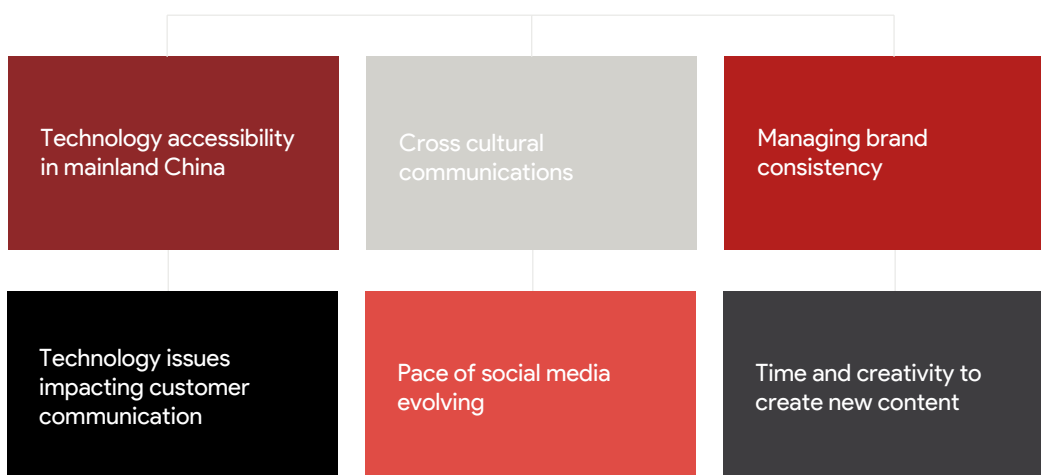 Technology accessibility
in mainland China
Cross cultural
communications
Managing brand
consistency
Technology issues
impacting customer
communication
Pace of social media
evolving
Time and creativity to
create new content